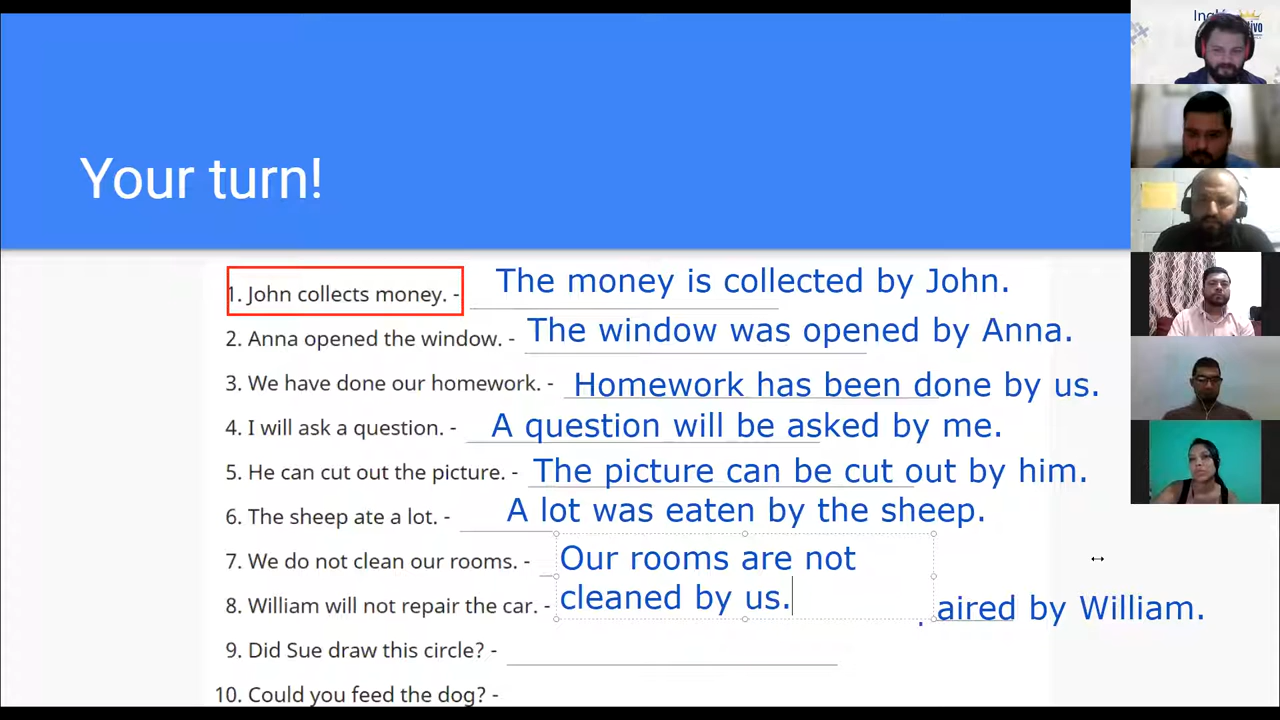 Your turn!
1. John collects money. - The money is collected by John.
2. Anna opened the window. - The window was opened by Anna.
3. We have done our homework. - Homework has been done by us.
4. I will ask a question. - A question will be asked by me.
5. He can cut out the picture. - The picture can be cut out by him.
6. The sheep ate a lot. - A lot was eaten by the sheep.
7. We do not clean our rooms. - Our rooms are not
cleaned by us.
8. William will not repair the car. - aired by William.
9. Did Sue draw this circle? -
10. Could you feed the dog? -